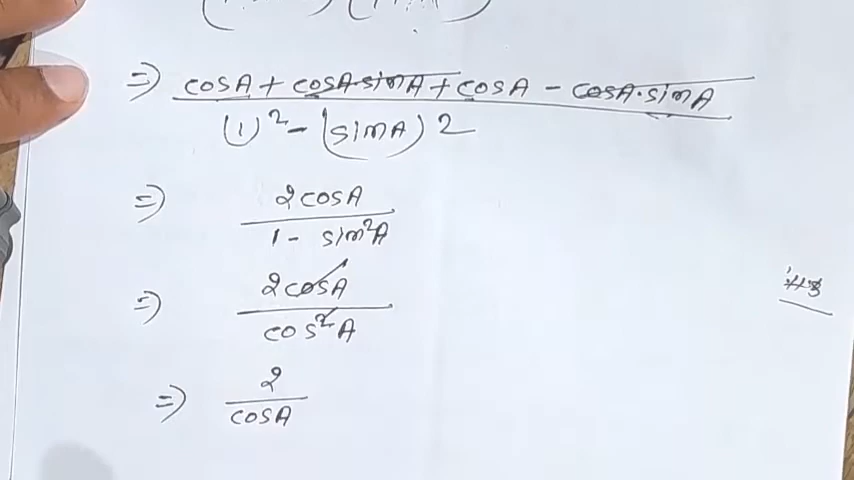 => cosA + cosA·sinA + cosA - cosA·sinA / (1)² - (sinA)²
=> 2cosA / 1 - sin²A
=> 2cosA / cos²A
=> 2 / cosA